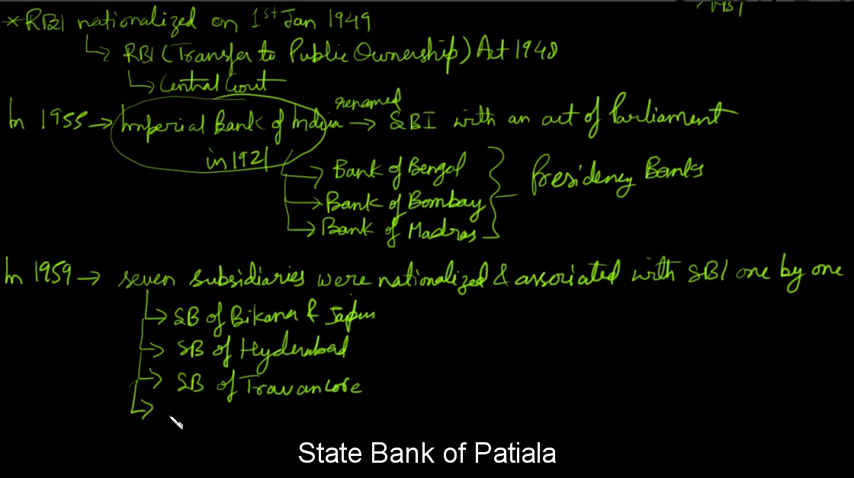 *RBI nationalized on 1st Jan 1949
RBI (Transfer to Public Ownership) Act 1948
Central Govt
In 1955 → Imperial Bank of India renamed → SBI with an act of Parliament
in 1921
Bank of Bengal
Bank of Bombay
Bank of Madras
Presidency Banks
In 1959 → seven subsidiaries were nationalized & associated with SBI one by one
SB of Bikaner & Jaipur
SB of Hyderabad
SB of Travancore
State Bank of Patiala